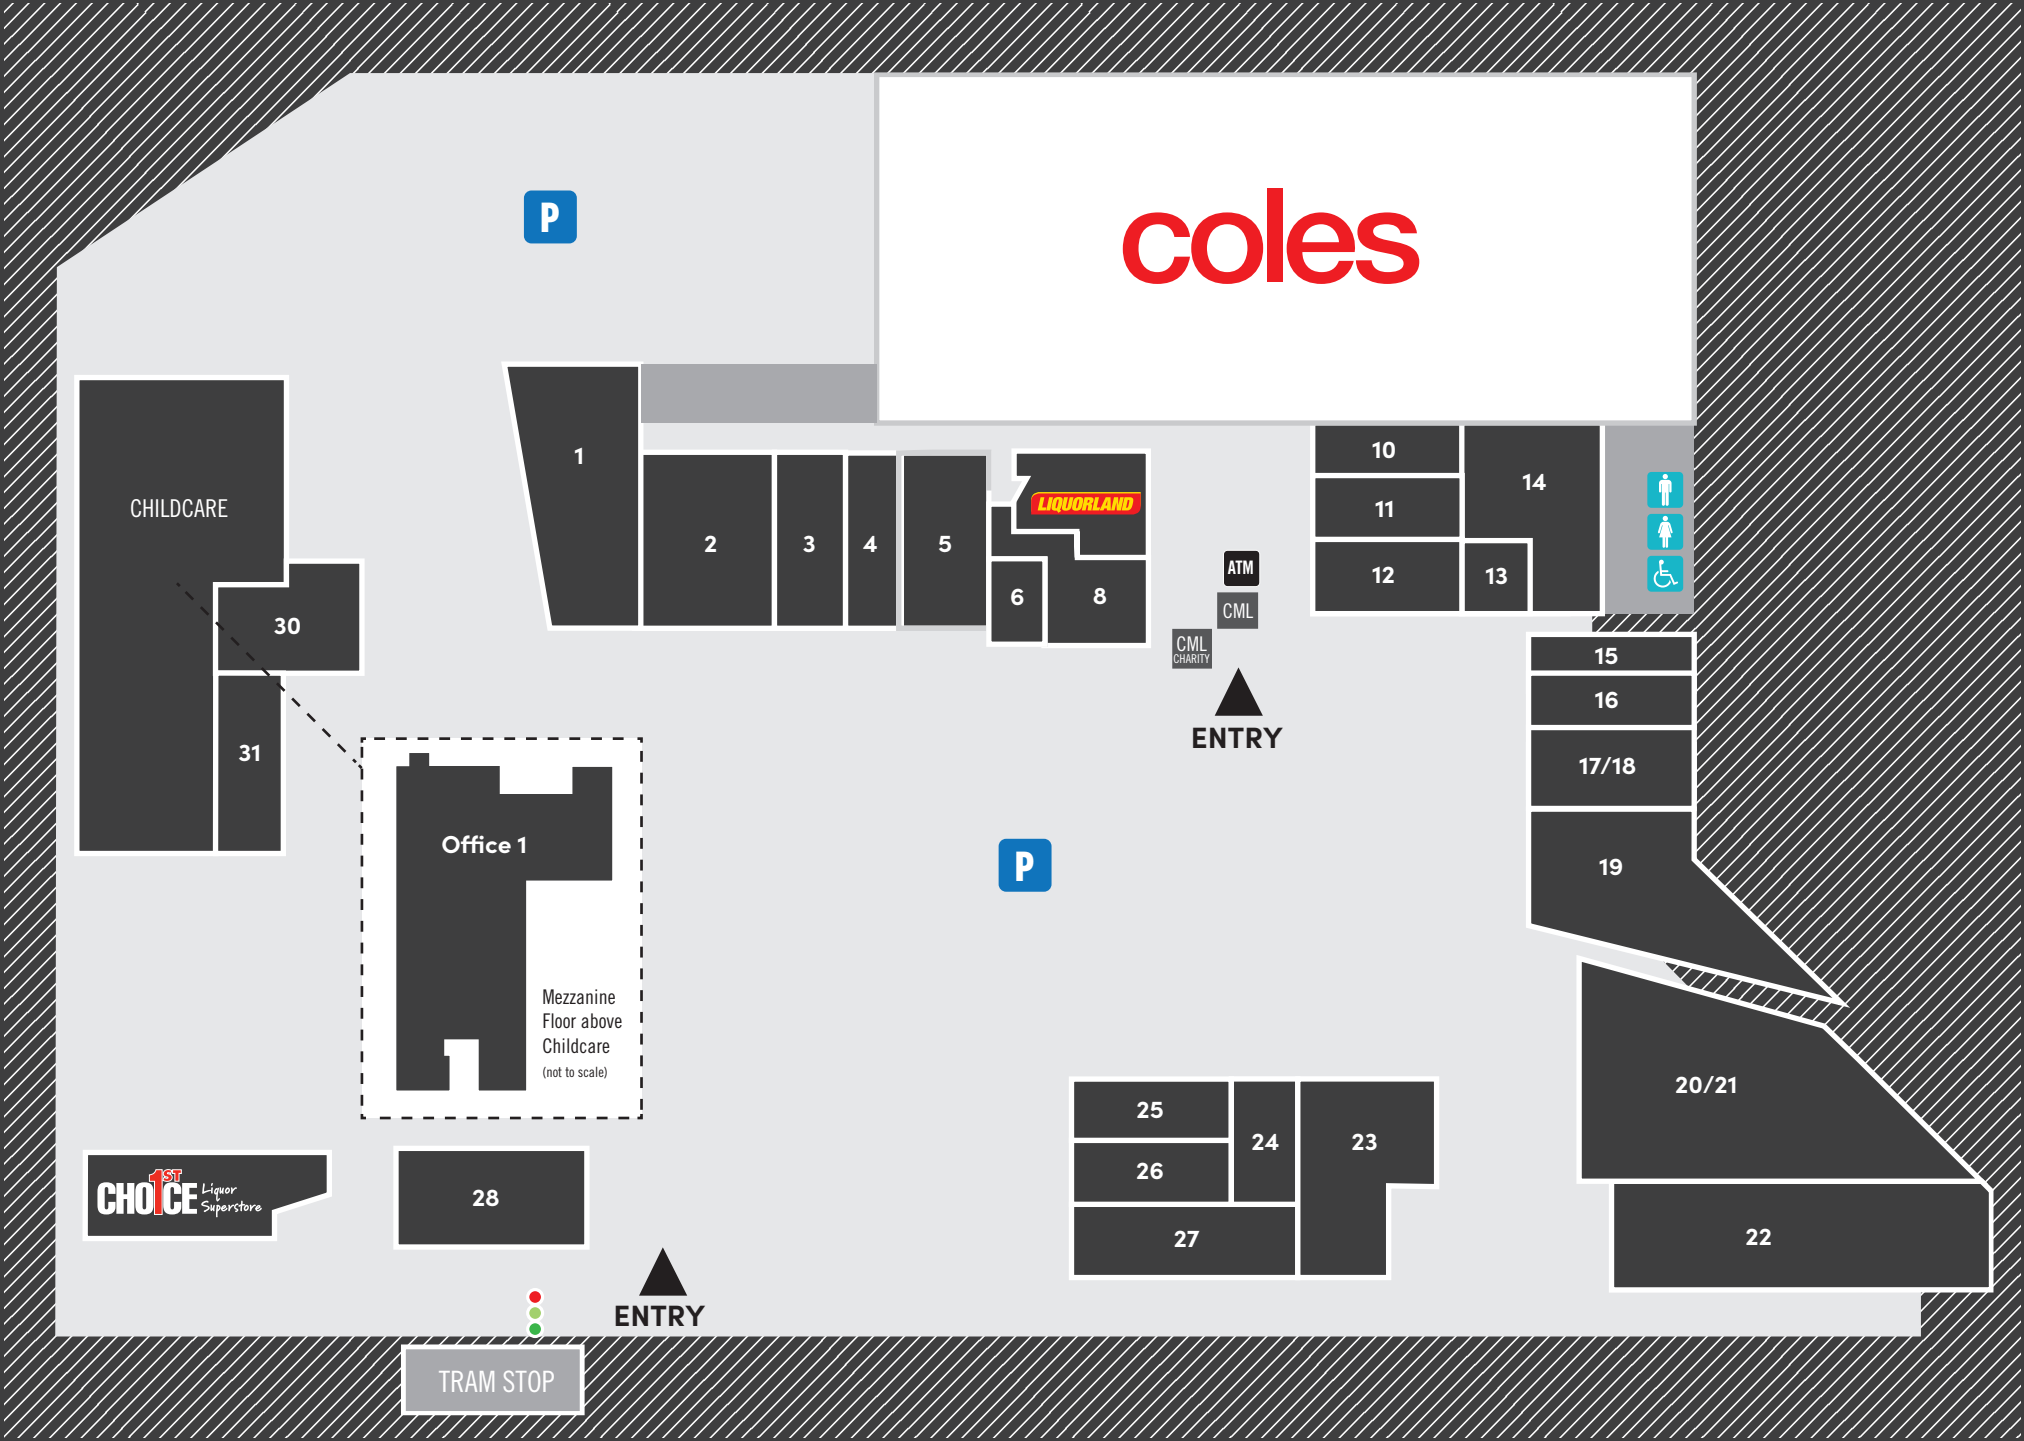 P
coles
1
2
3
4
5
LIQUORLAND
6
8
10
11
12
13
14
CHILDCARE
30
31
ATM
CML
CML
CHARITY
ENTRY
15
16
17/18
19
20/21
22
P
Office 1
Mezzanine
Floor above
Childcare
(not to scale)
25
26
24
23
27
1ST
CHOICE Liquor
Superstore
28
ENTRY
TRAM STOP